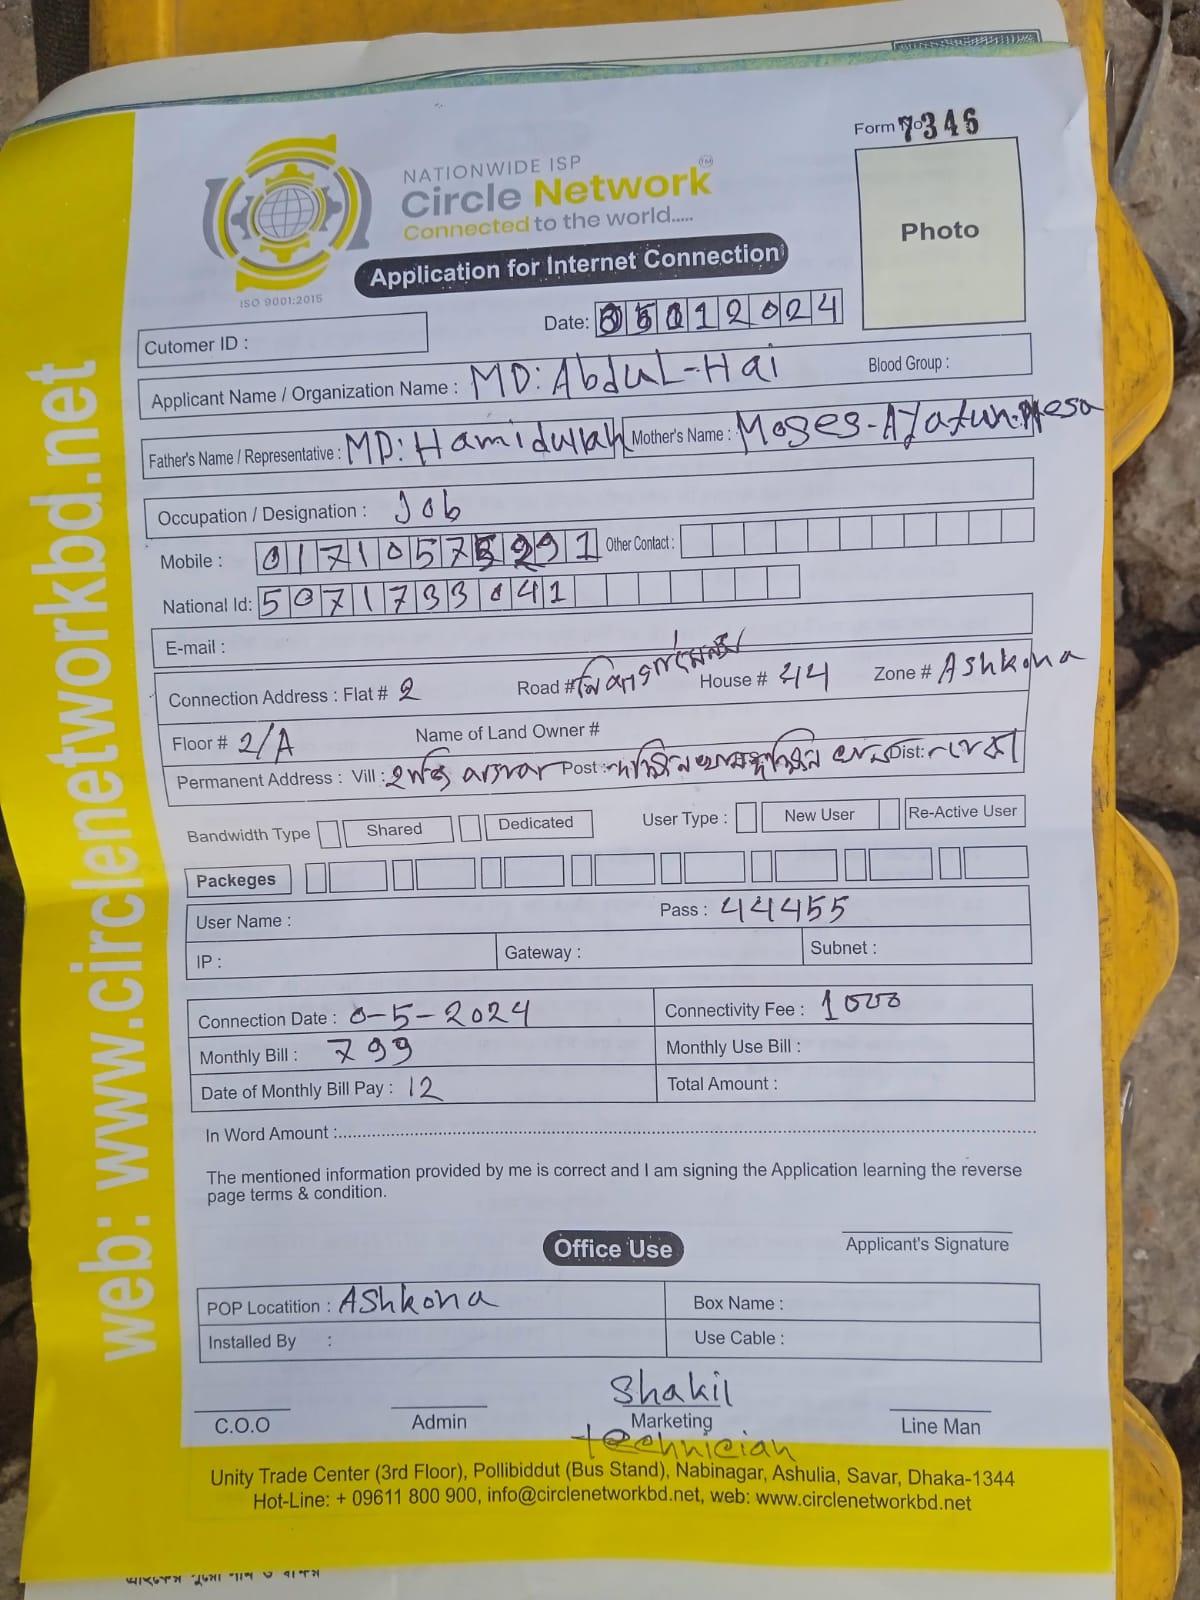 Form No 7346
NATIONWIDE ISP
Circle Network TM
Connected to the world.....
ISO 9001:2015
Application for Internet Connection
Photo
Date: 2024
Cutomer ID :
Applicant Name / Organization Name : MD: Abdul-Hai Blood Group :
Father's Name / Representative : MD: Hamidullah Mother's Name : Moses-Ayatun-Nesa
Occupation / Designation : Job
Mobile : 01710575291 Other Contact :
National Id: 5071733041
E-mail :
Connection Address : Flat # 2 Road # House # 44 Zone # Ashkona
Floor # 2/A Name of Land Owner #
Permanent Address : Vill : Post : Dist:
Bandwidth Type Shared Dedicated User Type : New User Re-Active User
Packeges
User Name : Pass : 44455
IP : Gateway : Subnet :
Connection Date : 0-5-2024 Connectivity Fee : 1000
Monthly Bill : 799 Monthly Use Bill :
Date of Monthly Bill Pay : 12 Total Amount :
In Word Amount :
The mentioned information provided by me is correct and I am signing the Application learning the reverse
page terms & condition.
Office Use
Applicant's Signature
POP Locatition : Ashkona Box Name :
Installed By : Use Cable :
Shakil
C.O.O Admin Marketing Line Man
technician
Unity Trade Center (3rd Floor), Pollibiddut (Bus Stand), Nabinagar, Ashulia, Savar, Dhaka-1344
Hot-Line: + 09611 800 900, info@circlenetworkbd.net, web: www.circlenetworkbd.net
web: www.circlenetworkbd.net